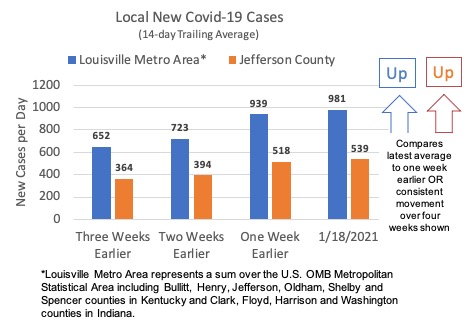 Local New Covid-19 Cases
(14-day Trailing Average)
Louisville Metro Area* Jefferson County
Up Up
1200
1000
800
600
400
200
0
New Cases per Day
652 723 939 981
364 394 518 539
Three Weeks Earlier
Two Weeks Earlier
One Week Earlier
1/18/2021
Compares
latest average
to one week
earlier OR
consistent
movement
over four
weeks shown
*Louisville Metro Area represents a sum over the U.S. OMB Metropolitan
Statistical Area including Bullitt, Henry, Jefferson, Oldham, Shelby and
Spencer counties in Kentucky and Clark, Floyd, Harrison and Washington
counties in Indiana.